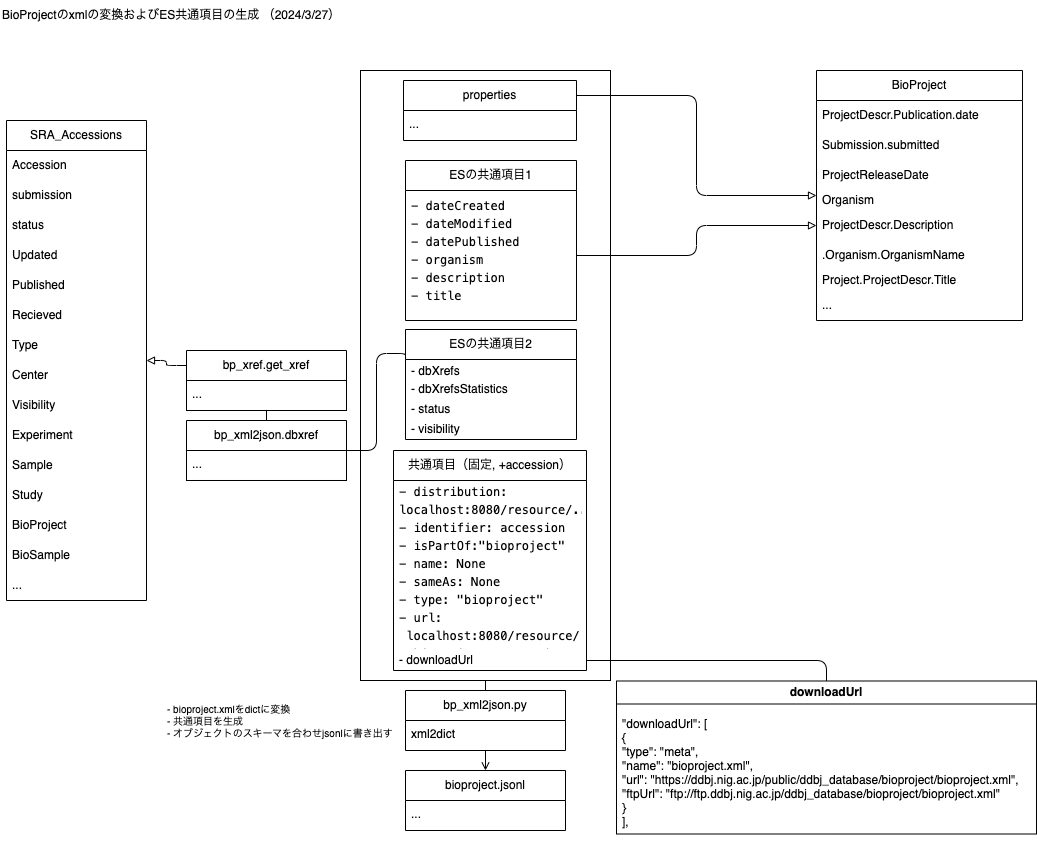 BioProjectのxmlの変換およびES共通項目の生成 （2024/3/27）
SRA_Accessions
Accession
submission
status
Updated
Published
Recieved
Type
Center
Visibility
Experiment
Sample
Study
BioProject
BioSample
...
bp_xref.get_xref
...
bp_xml2json.dbxref
...
properties
...
ESの共通項目1
- dateCreated
- dateModified
- datePublished
- organism
- description
- title
ESの共通項目2
- dbXrefs
- dbXrefsStatistics
- status
- visibility
共通項目（固定, +accession）
- distribution:
localhost:8080/resource/..
- identifier: accession
- isPartOf:"bioproject"
- name: None
- sameAs: None
- type: "bioproject"
- url:
localhost:8080/resource/
- downloadUrl
BioProject
ProjectDescr.Publication.date
Submission.submitted
ProjectReleaseDate
Organism
ProjectDescr.Description
.Organism.OrganismName
Project.ProjectDescr.Title
...
- bioproject.xmlをdictに変換
- 共通項目を生成
- オブジェクトのスキーマを合わせjsonlに書き出す
bp_xml2json.py
xml2dict
bioproject.jsonl
...
downloadUrl
"downloadUrl": [
{
"type": "meta",
"name": "bioproject.xml",
"url": "https://ddbj.nig.ac.jp/public/ddbj_database/bioproject/bioproject.xml",
"ftpUrl": "ftp://ftp.ddbj.nig.ac.jp/ddbj_database/bioproject/bioproject.xml"
}
],